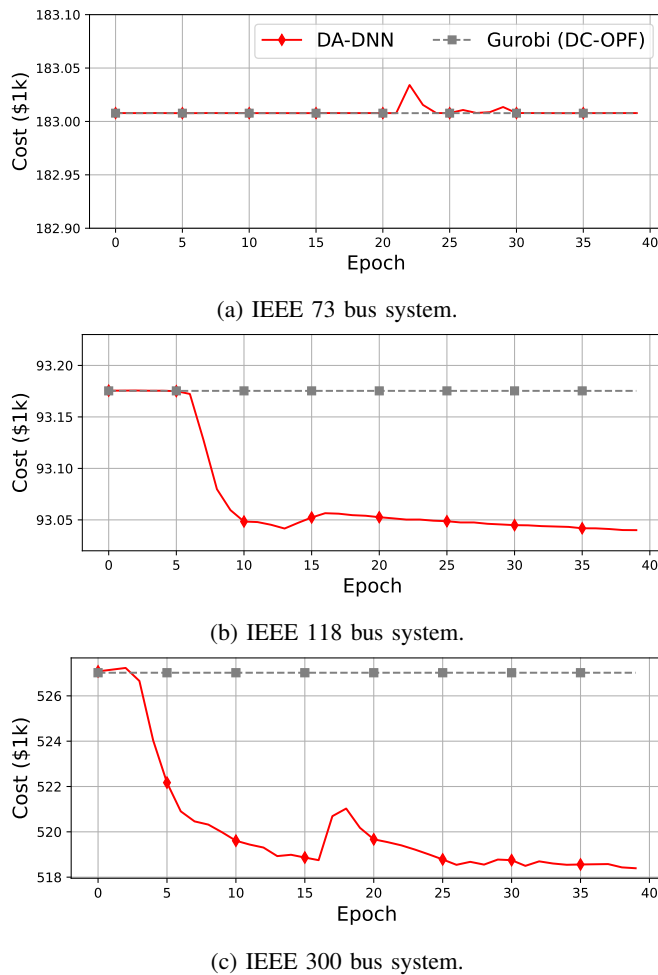 183.10
183.05
183.00
182.95
182.90
Cost ($1k)
DA-DNN
Gurobi (DC-OPF)
0 5 10 15 20 25 30 35 40
Epoch
(a) IEEE 73 bus system.
93.20
93.15
93.10
93.05
Cost ($1k)
0 5 10 15 20 25 30 35 40
Epoch
(b) IEEE 118 bus system.
526
524
522
520
518
Cost ($1k)
0 5 10 15 20 25 30 35 40
Epoch
(c) IEEE 300 bus system.